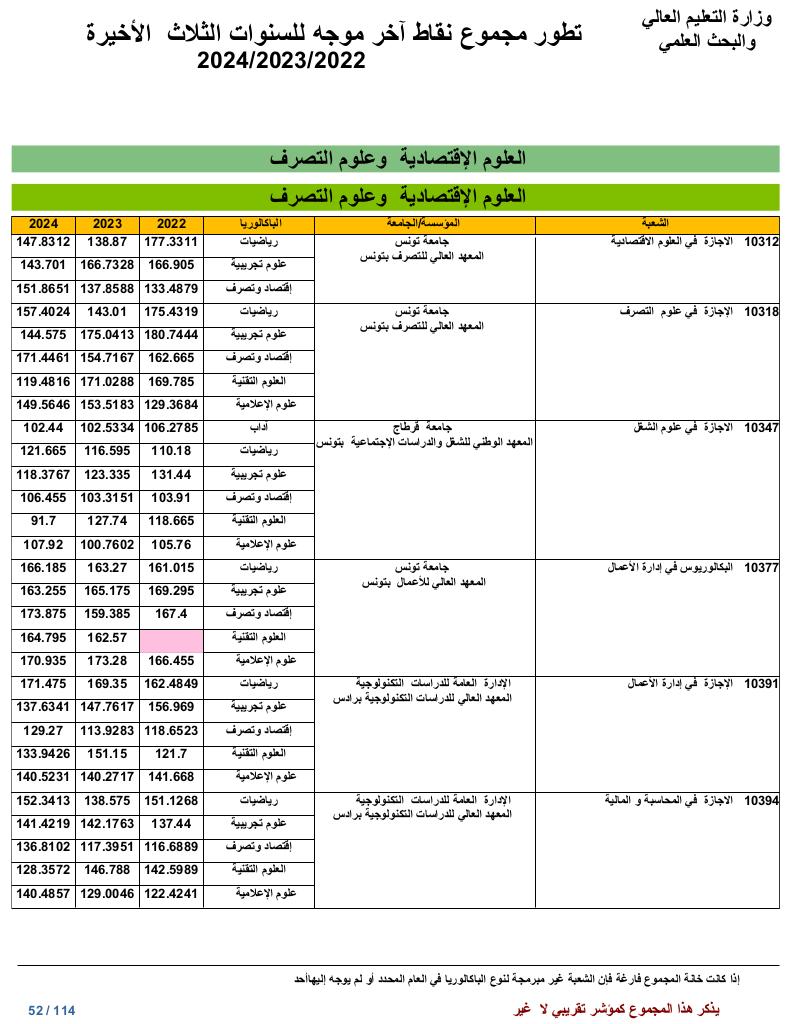 وزارة التعليم العالي
والبحث العلمي
تطور مجموع نقاط آخر موجه للسنوات الثلاث الأخيرة
2024/2023/2022
العلوم الإقتصادية وعلوم التصرف
العلوم الإقتصادية وعلوم التصرف
الشعبة المؤسسة/الجامعة الباكالوريا 2022 2023 2024
10312 الاجازة في العلوم الاقتصادية جامعة تونس رياضيات 177.3311 138.87 147.8312
المعهد العالي للتصرف بتونس
علوم تجريبية 166.905 166.7328 143.701
إقتصاد وتصرف 133.4879 137.8588 151.8651
10318 الإجازة في علوم التصرف جامعة تونس رياضيات 175.4319 143.01 157.4024
المعهد العالي للتصرف بتونس
علوم تجريبية 180.7444 175.0413 144.575
إقتصاد وتصرف 162.665 154.7167 171.4461
العلوم التقنية 169.785 171.0288 119.4816
علوم الإعلامية 129.3684 153.5183 149.5646
10347 الاجازة في علوم الشغل جامعة قرطاج آداب 106.2785 102.5334 102.44
المعهد الوطني للشغل والدراسات الإجتماعية بتونس
رياضيات 110.18 116.595 121.665
علوم تجريبية 131.44 123.335 118.3767
إقتصاد وتصرف 103.91 103.3151 106.455
العلوم التقنية 118.665 127.74 91.7
علوم الإعلامية 105.76 100.7602 107.92
10377 البكالوريوس في إدارة الأعمال جامعة تونس رياضيات 161.015 163.27 166.185
المعهد العالي للأعمال بتونس
علوم تجريبية 169.295 165.175 163.255
إقتصاد وتصرف 167.4 159.385 173.875
العلوم التقنية 162.57 164.795
علوم الإعلامية 166.455 173.28 170.935
10391 الإجازة في إدارة الأعمال الإدارة العامة للدراسات التكنولوجية رياضيات 162.4849 169.35 171.475
المعهد العالي للدراسات التكنولوجية برادس
علوم تجريبية 156.969 147.7617 137.6341
إقتصاد وتصرف 118.6523 113.9283 129.27
العلوم التقنية 121.7 151.15 133.9426
علوم الإعلامية 141.668 140.2717 140.5231
10394 الاجازة في المحاسبة و المالية الإدارة العامة للدراسات التكنولوجية رياضيات 151.1268 138.575 152.3413
المعهد العالي للدراسات التكنولوجية برادس
علوم تجريبية 137.44 142.1763 141.4219
إقتصاد وتصرف 116.6889 117.3951 136.8102
العلوم التقنية 142.5989 146.788 128.3572
علوم الإعلامية 122.4241 129.0046 140.4857
إذا كانت خانة المجموع فارغة فإن الشعبة غير مبرمجة لنوع الباكالوريا في العام المحدد أو لم يوجه إليهاأحد
يذكر هذا المجموع كمؤشر تقريبي لا غير
52 / 114